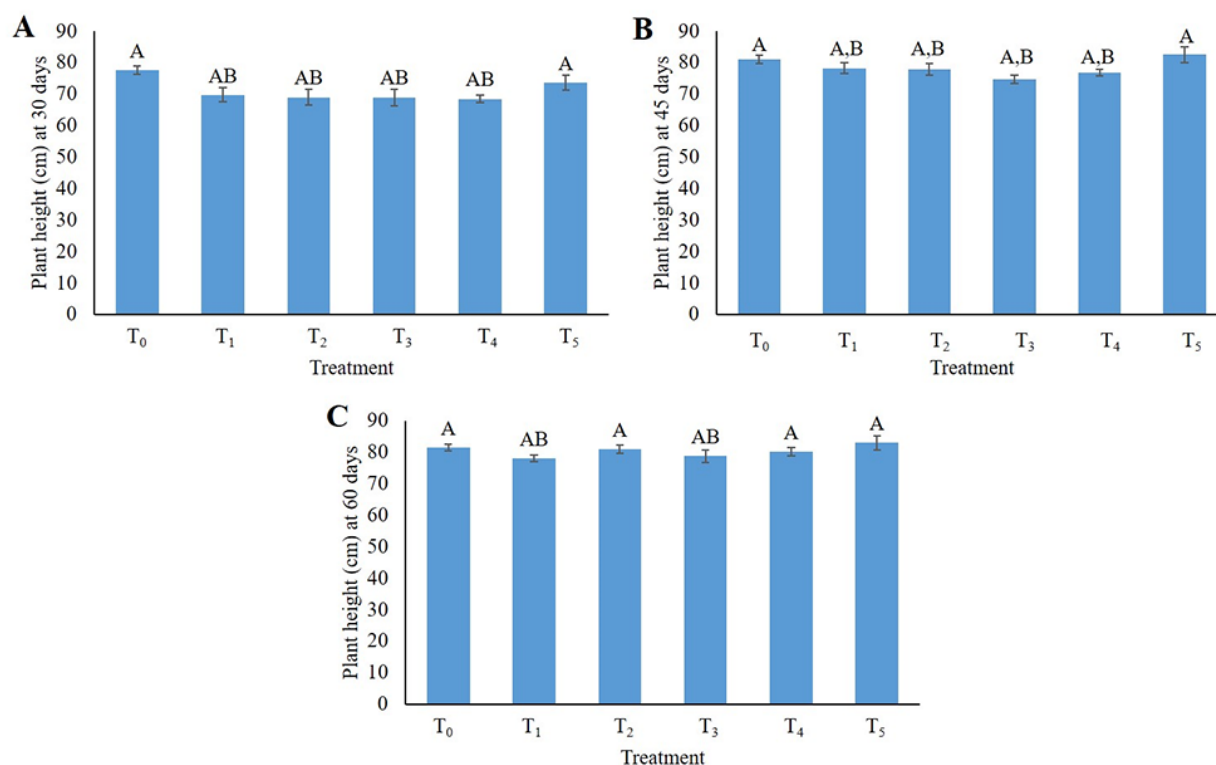 A
Plant height (cm) at 30 days
90
80
70
60
50
40
30
20
10
0
A
AB
AB
AB
AB
A
T₀
T₁
T₂
T₃
T₄
T₅
Treatment
B
Plant height (cm) at 45 days
90
80
70
60
50
40
30
20
10
0
A
A,B
A,B
A,B
A,B
A
T₀
T₁
T₂
T₃
T₄
T₅
Treatment
C
Plant height (cm) at 60 days
90
80
70
60
50
40
30
20
10
0
A
AB
A
AB
A
A
T₀
T₁
T₂
T₃
T₄
T₅
Treatment